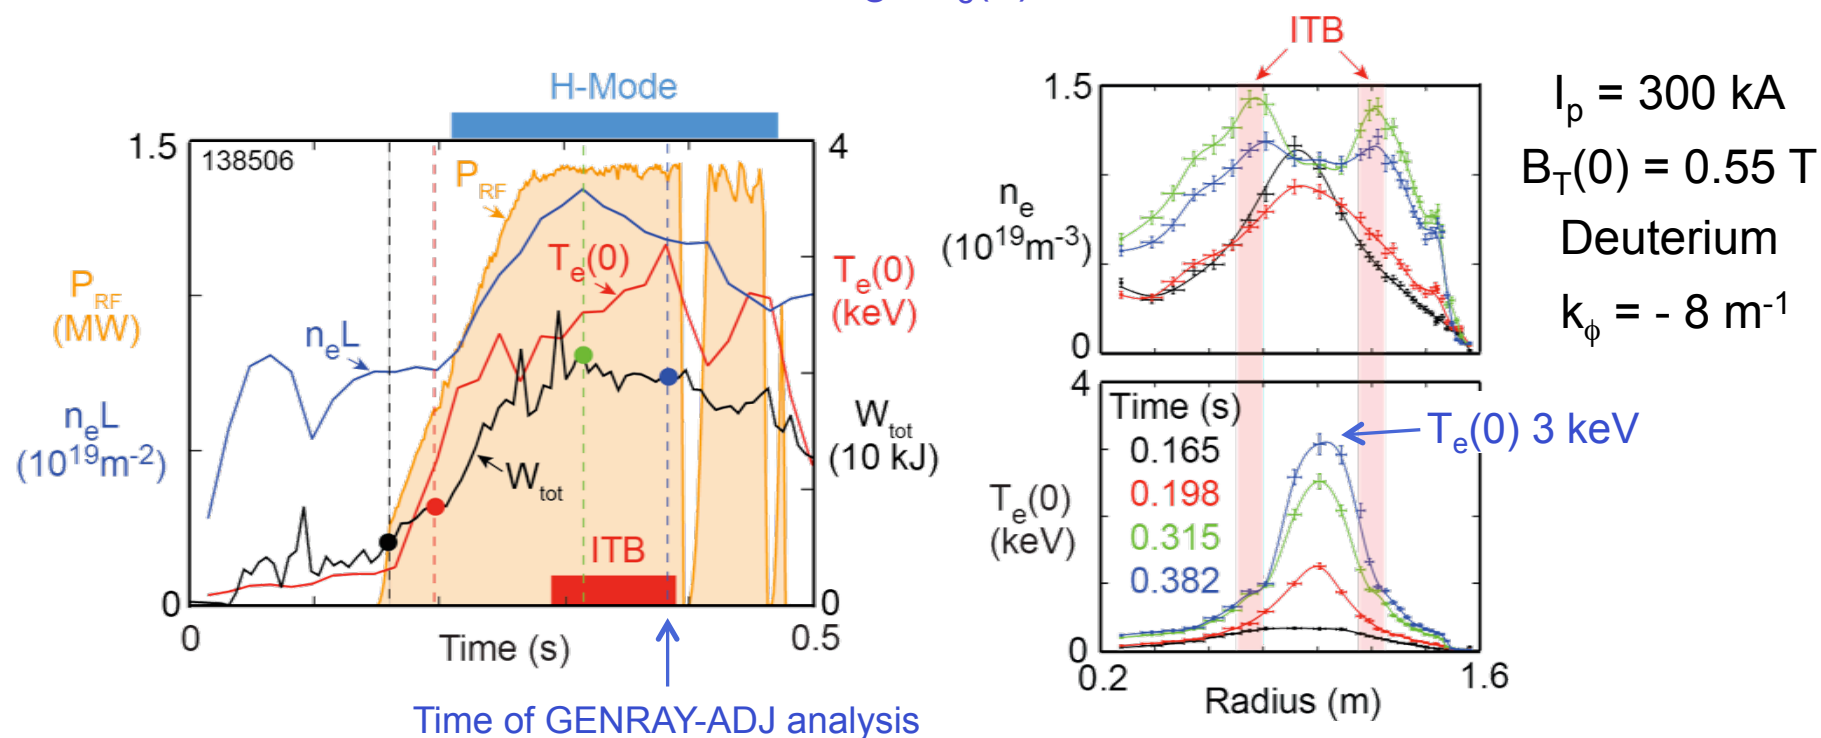 H-Mode
1.5
138506
4
P_RF
T_e(0)
P_RF
(MW)
T_e(0)
(keV)
n_eL
n_eL
(10^19m^-2)
W_tot
(10 kJ)
W_tot
ITB
0
0
0
Time (s)
0.5
Time of GENRAY-ADJ analysis
ITB
1.5
n_e
(10^19m^-3)
0
4
Time (s)
0.165
0.198
0.315
0.382
T_e(0) 3 keV
T_e(0)
(keV)
0
0.2
Radius (m)
1.6
I_p = 300 kA
B_T(0) = 0.55 T
Deuterium
k_ϕ = - 8 m^-1